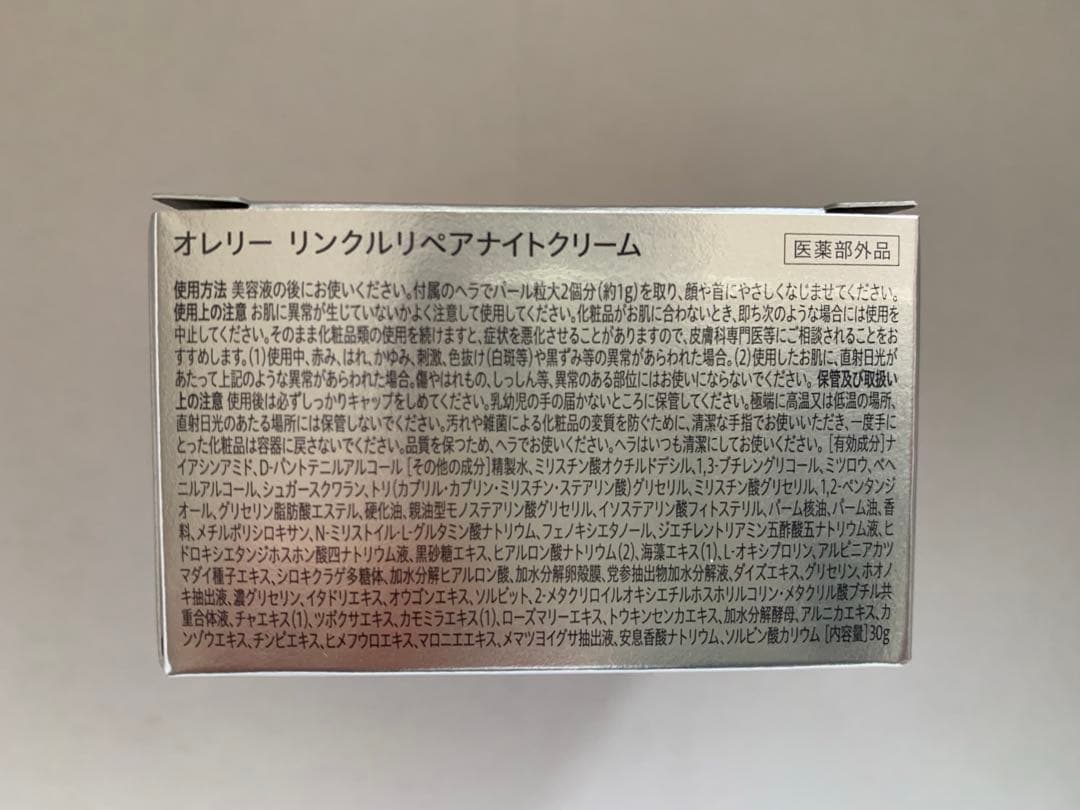 オレリー リンクルリペアナイトクリーム
医薬部外品
使用方法 美容液の後にお使いください。付属のヘラでパール粒大2個分(約1g)を取り、顔や首にやさしくなじませてください。
使用上の注意 お肌に異常が生じていないかよく注意して使用してください。化粧品がお肌に合わないとき、即ち次のような場合には使用を
中止してください。そのまま化粧品類の使用を続けますと、症状を悪化させることがありますので、皮膚科専門医等にご相談されることをお
すすめします。(1)使用中、赤み、はれ、かゆみ、刺激、色抜け(白斑等)や黒ずみ等の異常があらわれた場合。(2)使用したお肌に、直射日光が
あたって上記のような異常があらわれた場合。傷やはれもの、しっしん等、異常のある部位にはお使いにならないでください。 保管及び取扱い
上の注意 使用後は必ずしっかりキャップをしめてください。乳幼児の手の届かないところに保管してください。極端に高温又は低温の場所、
直射日光のあたる場所には保管しないでください。汚れや雑菌による化粧品の変質を防ぐために、清潔な手指でお使いいただき、一度手に
とった化粧品は容器に戻さないでください。品質を保つため、ヘラでお使いください。ヘラはいつも清潔にしてお使いください。 [有効成分]ナ
イアシンアミド、D-パントテニルアルコール [その他の成分]精製水、ミリスチン酸オクチルドデシル、1,3-ブチレングリコール、ミツロウ、ベヘ
ニルアルコール、シュガースクワラン、トリ(カプリル・カプリン・ミリスチン・ステアリン酸)グリセリル、ミリスチン酸グリセリル、1,2-ペンタンジ
オール、グリセリン脂肪酸エステル、硬化油、親油型モノステアリン酸グリセリル、イソステアリン酸フィトステリル、パーム核油、パーム油、香
料、メチルポリシロキサン、N-ミリストイル-L-グルタミン酸ナトリウム、フェノキシエタノール、ジエチレントリアミン五酢酸五ナトリウム液、ヒ
ドロキシエタンジホスホン酸四ナトリウム液、黒砂糖エキス、ヒアルロン酸ナトリウム(2)、海藻エキス(1)、L-オキシプロリン、アルピニアカツ
マダイ種子エキス、シロキクラゲ多糖体、加水分解ヒアルロン酸、加水分解卵殻膜、党参抽出物加水分解液、ダイズエキス、グリセリン、ホオノ
キ抽出液、濃グリセリン、イタドリエキス、オウゴンエキス、ソルビット、2-メタクリロイルオキシエチルホスホリルコリン・メタクリル酸ブチル共
重合体液、チャエキス(1)、ツボクサエキス、カモミラエキス(1)、ローズマリーエキス、トウキンセンカエキス、加水分解酵母、アルニカエキス、カ
ンゾウエキス、チンピエキス、ヒメフウロエキス、マロニエエキス、メマツヨイグサ抽出液、安息香酸ナトリウム、ソルビン酸カリウム [内容量]30g